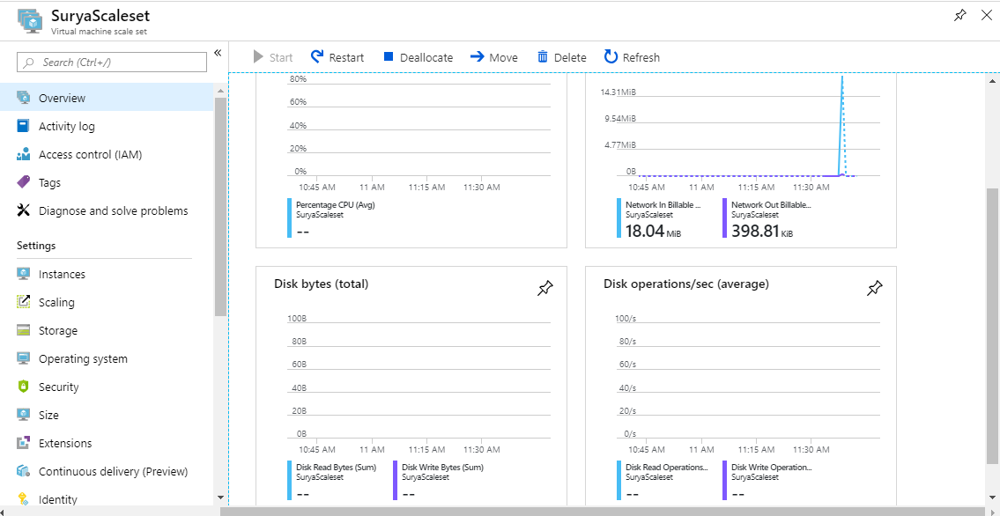 SuryaScaleset
Virtual machine scale set
Search (Ctrl+/)
«
Start Restart Deallocate Move Delete Refresh
Overview
Activity log
Access control (IAM)
Tags
Diagnose and solve problems
Settings
Instances
Scaling
Storage
Operating system
Security
Size
Extensions
Continuous delivery (Preview)
Identity
80%
60%
40%
20%
0%
10:45 AM 11 AM 11:15 AM 11:30 AM
Percentage CPU (Avg)
SuryaScaleset
--
14.31MiB
9.54MiB
4.77MiB
0B
10:45 AM 11 AM 11:15 AM 11:30 AM
Network In Billable ...
SuryaScaleset
18.04 MiB
Network Out Billable...
SuryaScaleset
398.81 KiB
Disk bytes (total)
100B
80B
60B
40B
20B
0B
10:45 AM 11 AM 11:15 AM 11:30 AM
Disk Read Bytes (Sum)
SuryaScaleset
--
Disk Write Bytes (Sum)
SuryaScaleset
--
Disk operations/sec (average)
100/s
80/s
60/s
40/s
20/s
0/s
10:45 AM 11 AM 11:15 AM 11:30 AM
Disk Read Operations...
SuryaScaleset
--
Disk Write Operation...
SuryaScaleset
--